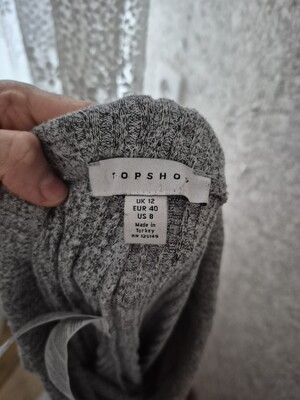 TOPSHO
UK 12
EUR 40
US 8
Made in
Turkey